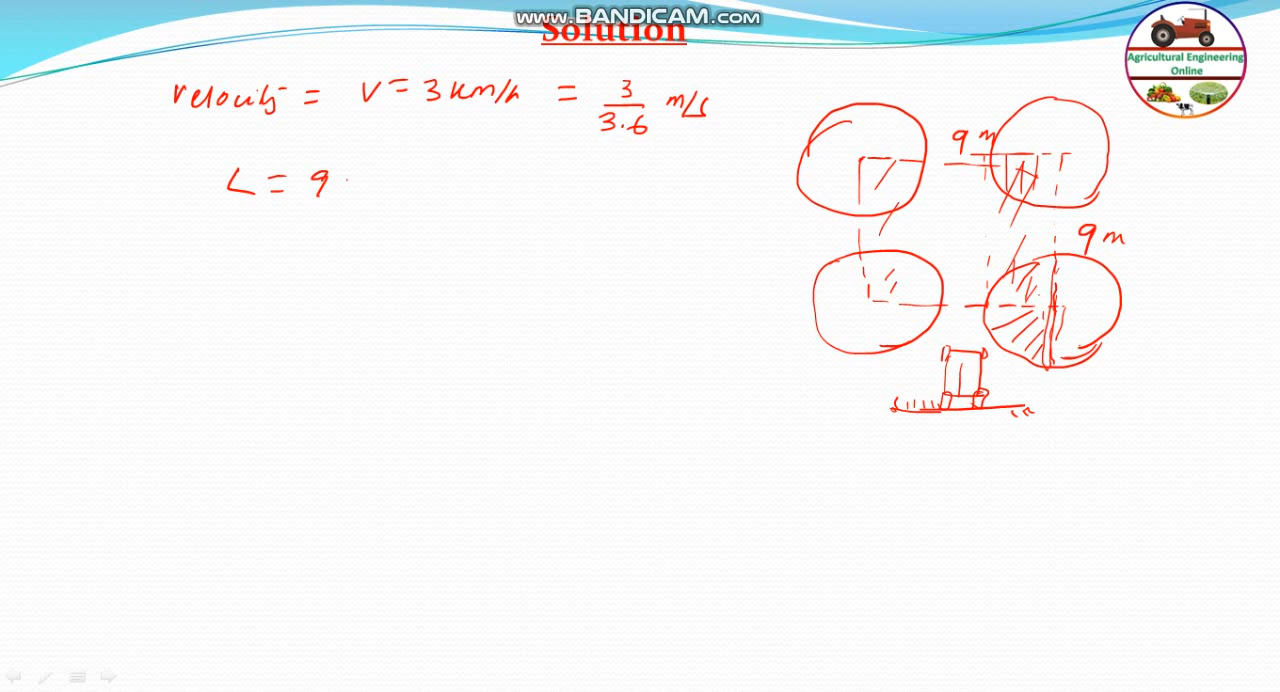 www.BANDICAM.com
Solution
Agricultural Engineering
Online
velocity = V = 3 km/h = 3/3.6 m/s
L = 9
9 m
9 m